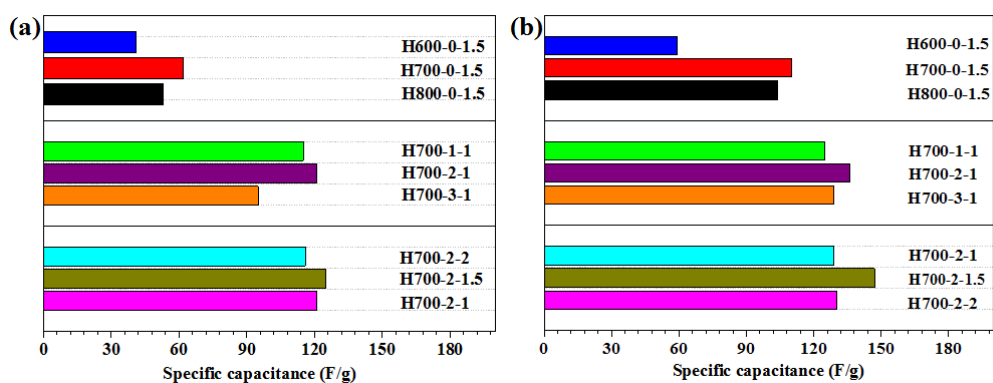 (a)
H600-0-1.5
H700-0-1.5
H800-0-1.5
H700-1-1
H700-2-1
H700-3-1
H700-2-2
H700-2-1.5
H700-2-1
0 30 60 90 120 150 180
Specific capacitance (F/g)
(b)
H600-0-1.5
H700-0-1.5
H800-0-1.5
H700-1-1
H700-2-1
H700-3-1
H700-2-1
H700-2-1.5
H700-2-2
0 30 60 90 120 150 180
Specific capacitance (F/g)